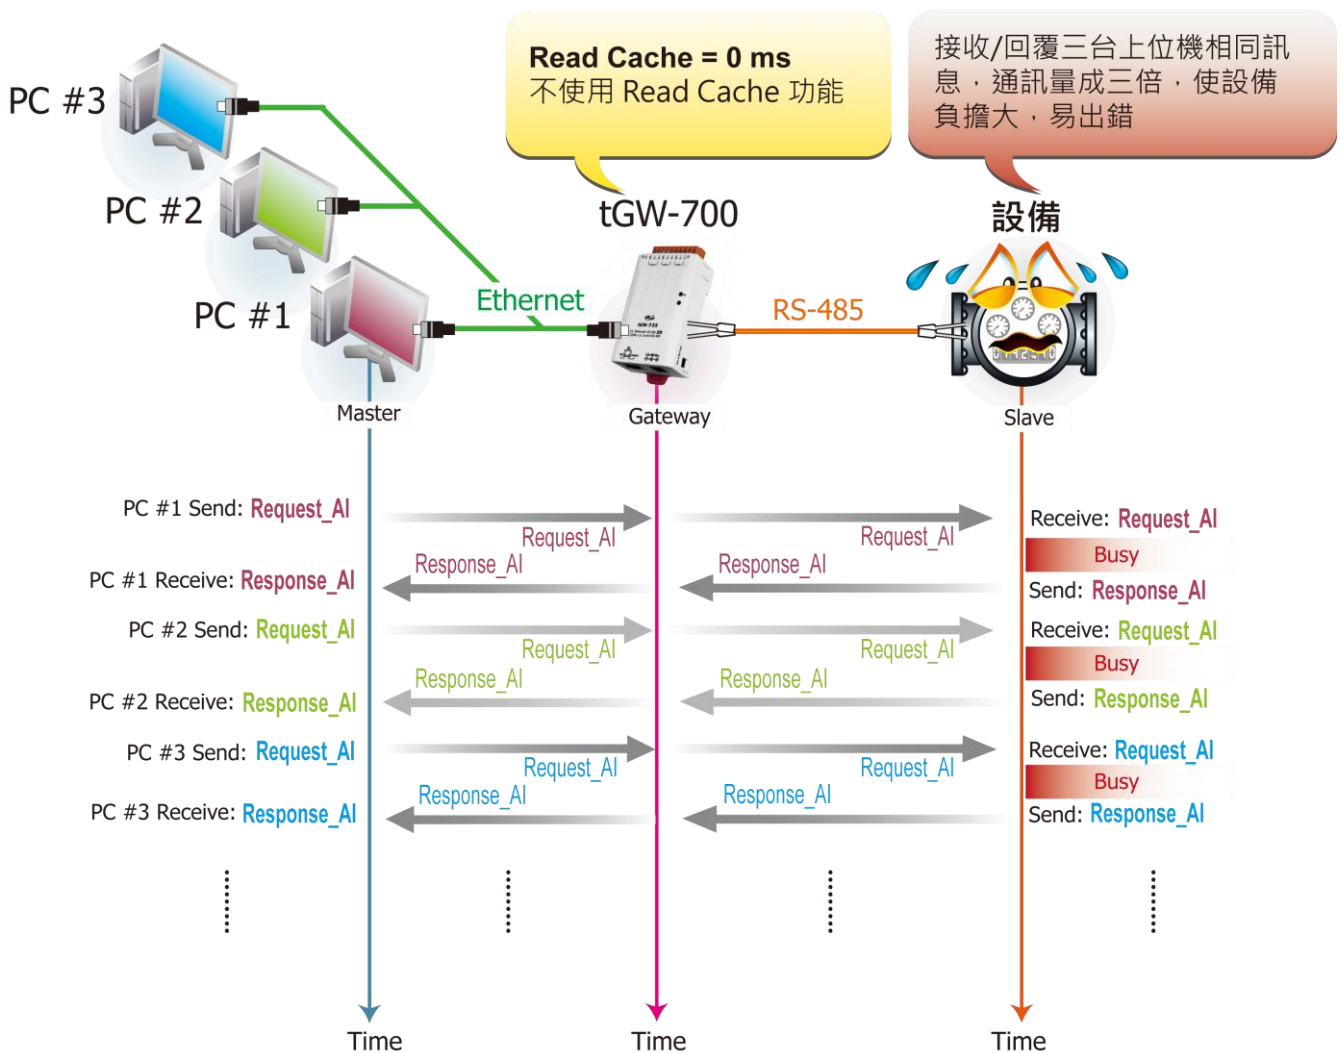 Read Cache = 0 ms
不使用 Read Cache 功能
接收/回覆三台上位機相同訊
息，通訊量成三倍，使設備
負擔大，易出錯
PC #3
PC #2
PC #1
Ethernet
tGW-700
RS-485
設備
Master
Gateway
Slave
PC #1 Send: Request_AI
Request_AI
Request_AI
Receive: Request_AI
Busy
Response_AI
Response_AI
PC #1 Receive: Response_AI
Send: Response_AI
PC #2 Send: Request_AI
Request_AI
Request_AI
Receive: Request_AI
Busy
Response_AI
Response_AI
PC #2 Receive: Response_AI
Send: Response_AI
PC #3 Send: Request_AI
Request_AI
Request_AI
Receive: Request_AI
Busy
Response_AI
Response_AI
PC #3 Receive: Response_AI
Send: Response_AI
Time
Time
Time